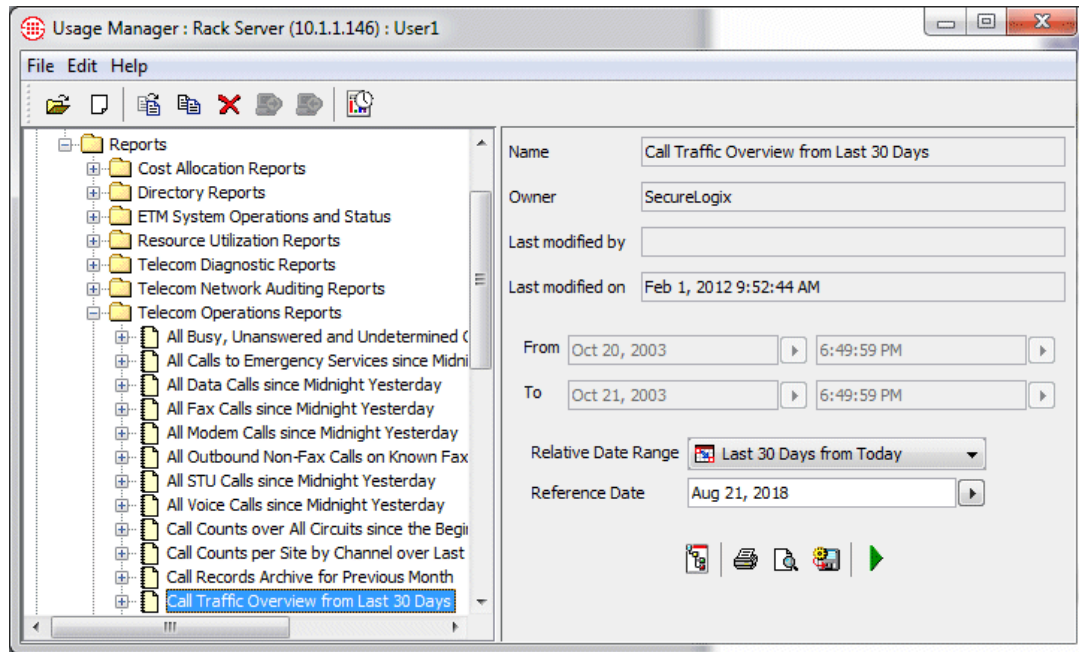 Usage Manager : Rack Server (10.1.1.146) : User1
File Edit Help
Reports
Cost Allocation Reports
Directory Reports
ETM System Operations and Status
Resource Utilization Reports
Telecom Diagnostic Reports
Telecom Network Auditing Reports
Telecom Operations Reports
All Busy, Unanswered and Undetermined
All Calls to Emergency Services since Midni
All Data Calls since Midnight Yesterday
All Fax Calls since Midnight Yesterday
All Modem Calls since Midnight Yesterday
All Outbound Non-Fax Calls on Known Fax
All STU Calls since Midnight Yesterday
All Voice Calls since Midnight Yesterday
Call Counts over All Circuits since the Begi
Call Counts per Site by Channel over Last
Call Records Archive for Previous Month
Call Traffic Overview from Last 30 Days
Name Call Traffic Overview from Last 30 Days
Owner SecureLogix
Last modified by
Last modified on Feb 1, 2012 9:52:44 AM
From Oct 20, 2003 6:49:59 PM
To Oct 21, 2003 6:49:59 PM
Relative Date Range Last 30 Days from Today
Reference Date Aug 21, 2018